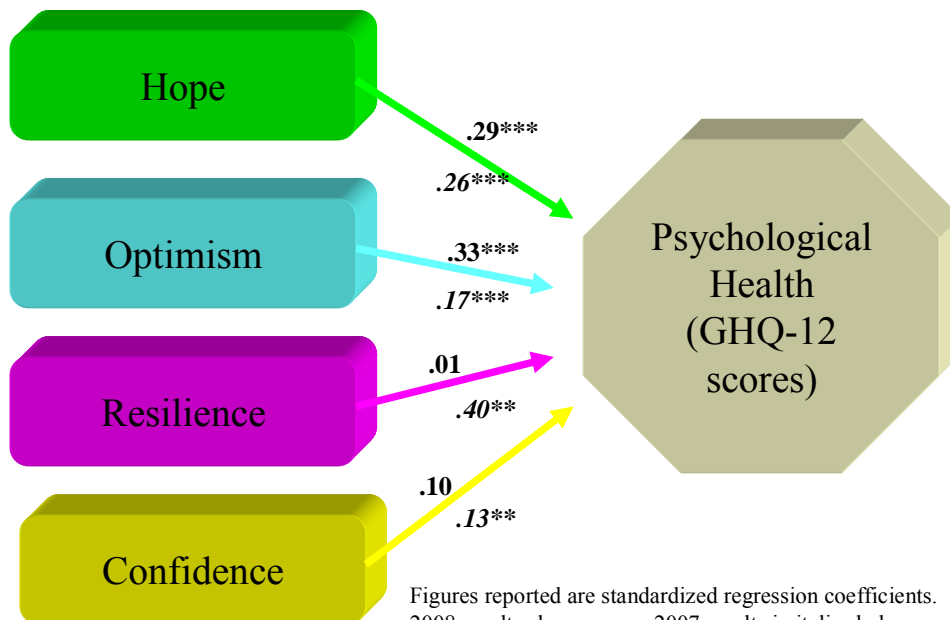 Hope
.29***
.26***
Optimism
.33***
.17***
Resilience
.01
.40**
Confidence
.10
.13**
Psychological
Health
(GHQ-12
scores)
Figures reported are standardized regression coefficients.